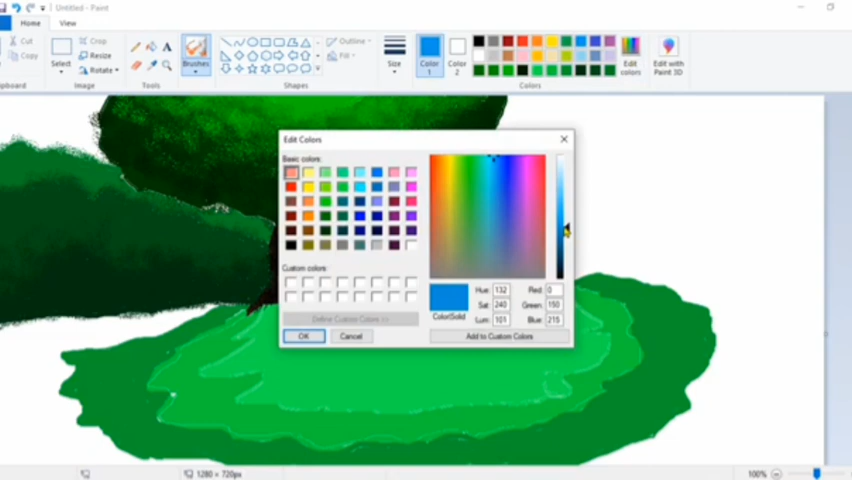 Untitled - Paint
Home View
Cut
Copy
Select
Crop
Resize
Rotate
Brushes
Outline
Fill
Size
Color 1
Color 2
Edit colors
Edit with Paint 3D
Image
Tools
Shapes
Colors
Edit Colors
Basic colors:
Custom colors:
Define Custom Colors >>
OK Cancel
Color|Solid
Hue: 132 Red: 0
Sat: 240 Green: 150
Lum: 101 Blue: 215
Add to Custom Colors
1280 × 720px
100%